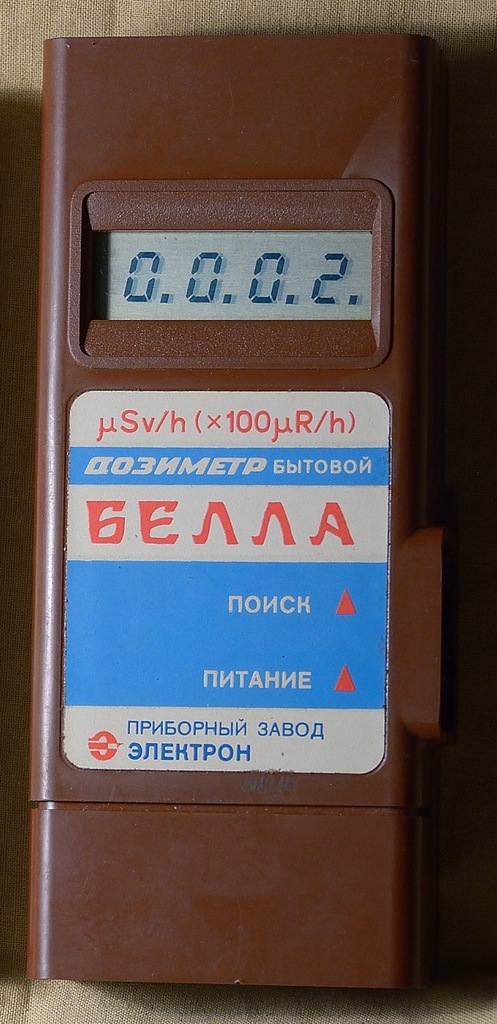 0.0.0.2.
μSv/h (×100μR/h)
ДОЗИМЕТР БЫТОВОЙ
БЕЛЛА
ПОИСК
ПИТАНИЕ
ПРИБОРНЫЙ ЗАВОД
ЭЛЕКТРОН